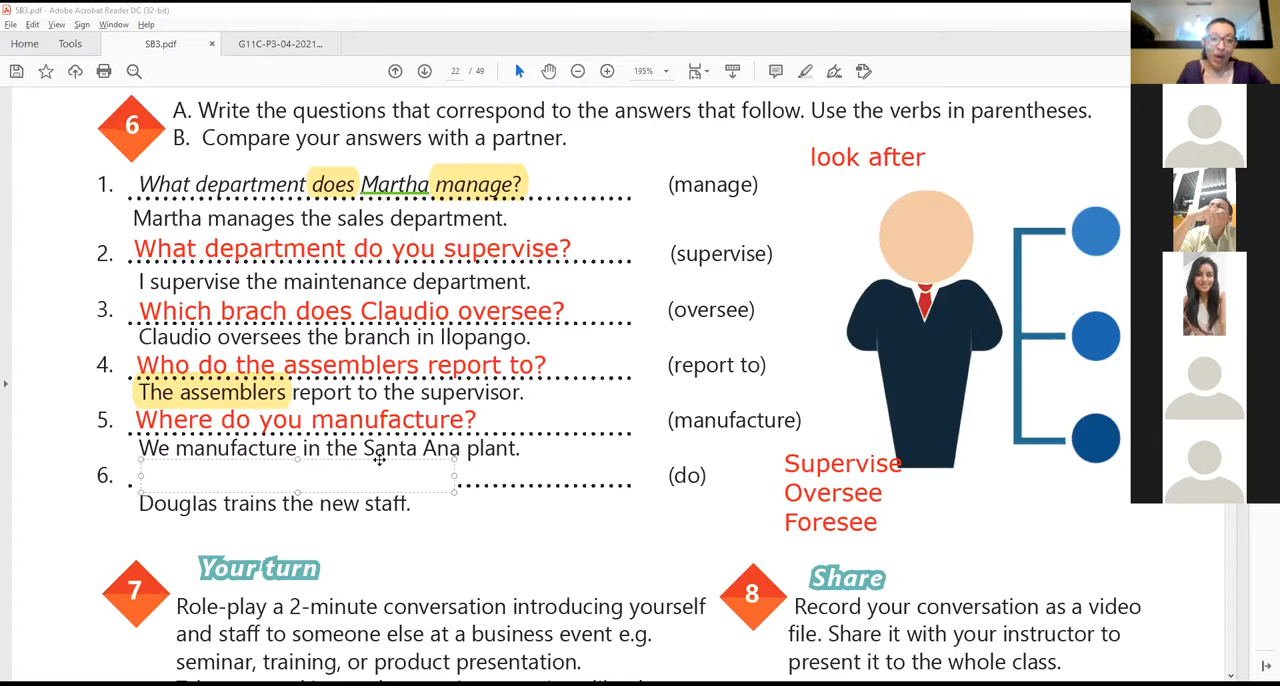 SB3.pdf - Adobe Acrobat Reader DC (32-bit)
File Edit View Sign Window Help
Home Tools SB3.pdf × G11C-P3-04-2021...
22 / 49 195%
6 A. Write the questions that correspond to the answers that follow. Use the verbs in parentheses.
B. Compare your answers with a partner.
look after
1. What department does Martha manage? (manage)
Martha manages the sales department.
2. What department do you supervise? (supervise)
I supervise the maintenance department.
3. Which brach does Claudio oversee? (oversee)
Claudio oversees the branch in Ilopango.
4. Who do the assemblers report to? (report to)
The assemblers report to the supervisor.
5. Where do you manufacture? (manufacture)
We manufacture in the Santa Ana plant.
6. (do)
Douglas trains the new staff.
Supervise
Oversee
Foresee
7 Your turn
Role-play a 2-minute conversation introducing yourself
and staff to someone else at a business event e.g.
seminar, training, or product presentation.
8 Share
Record your conversation as a video
file. Share it with your instructor to
present it to the whole class.